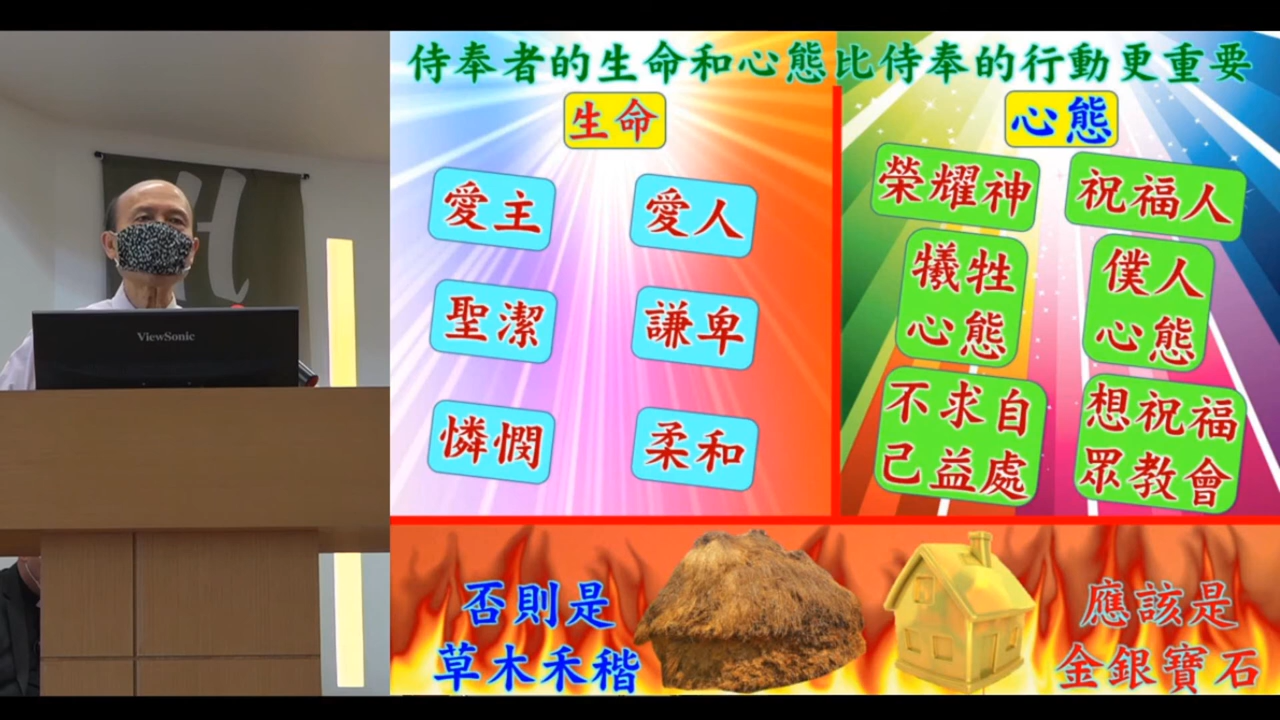 侍奉者的生命和心態比侍奉的行動更重要
生命
愛主
愛人
聖潔
謙卑
憐憫
柔和
心態
榮耀神
祝福人
犧牲
心態
僕人
心態
不求自
己益處
想祝福
眾教會
否則是
草木禾稭
應該是
金銀寶石
ViewSonic
H